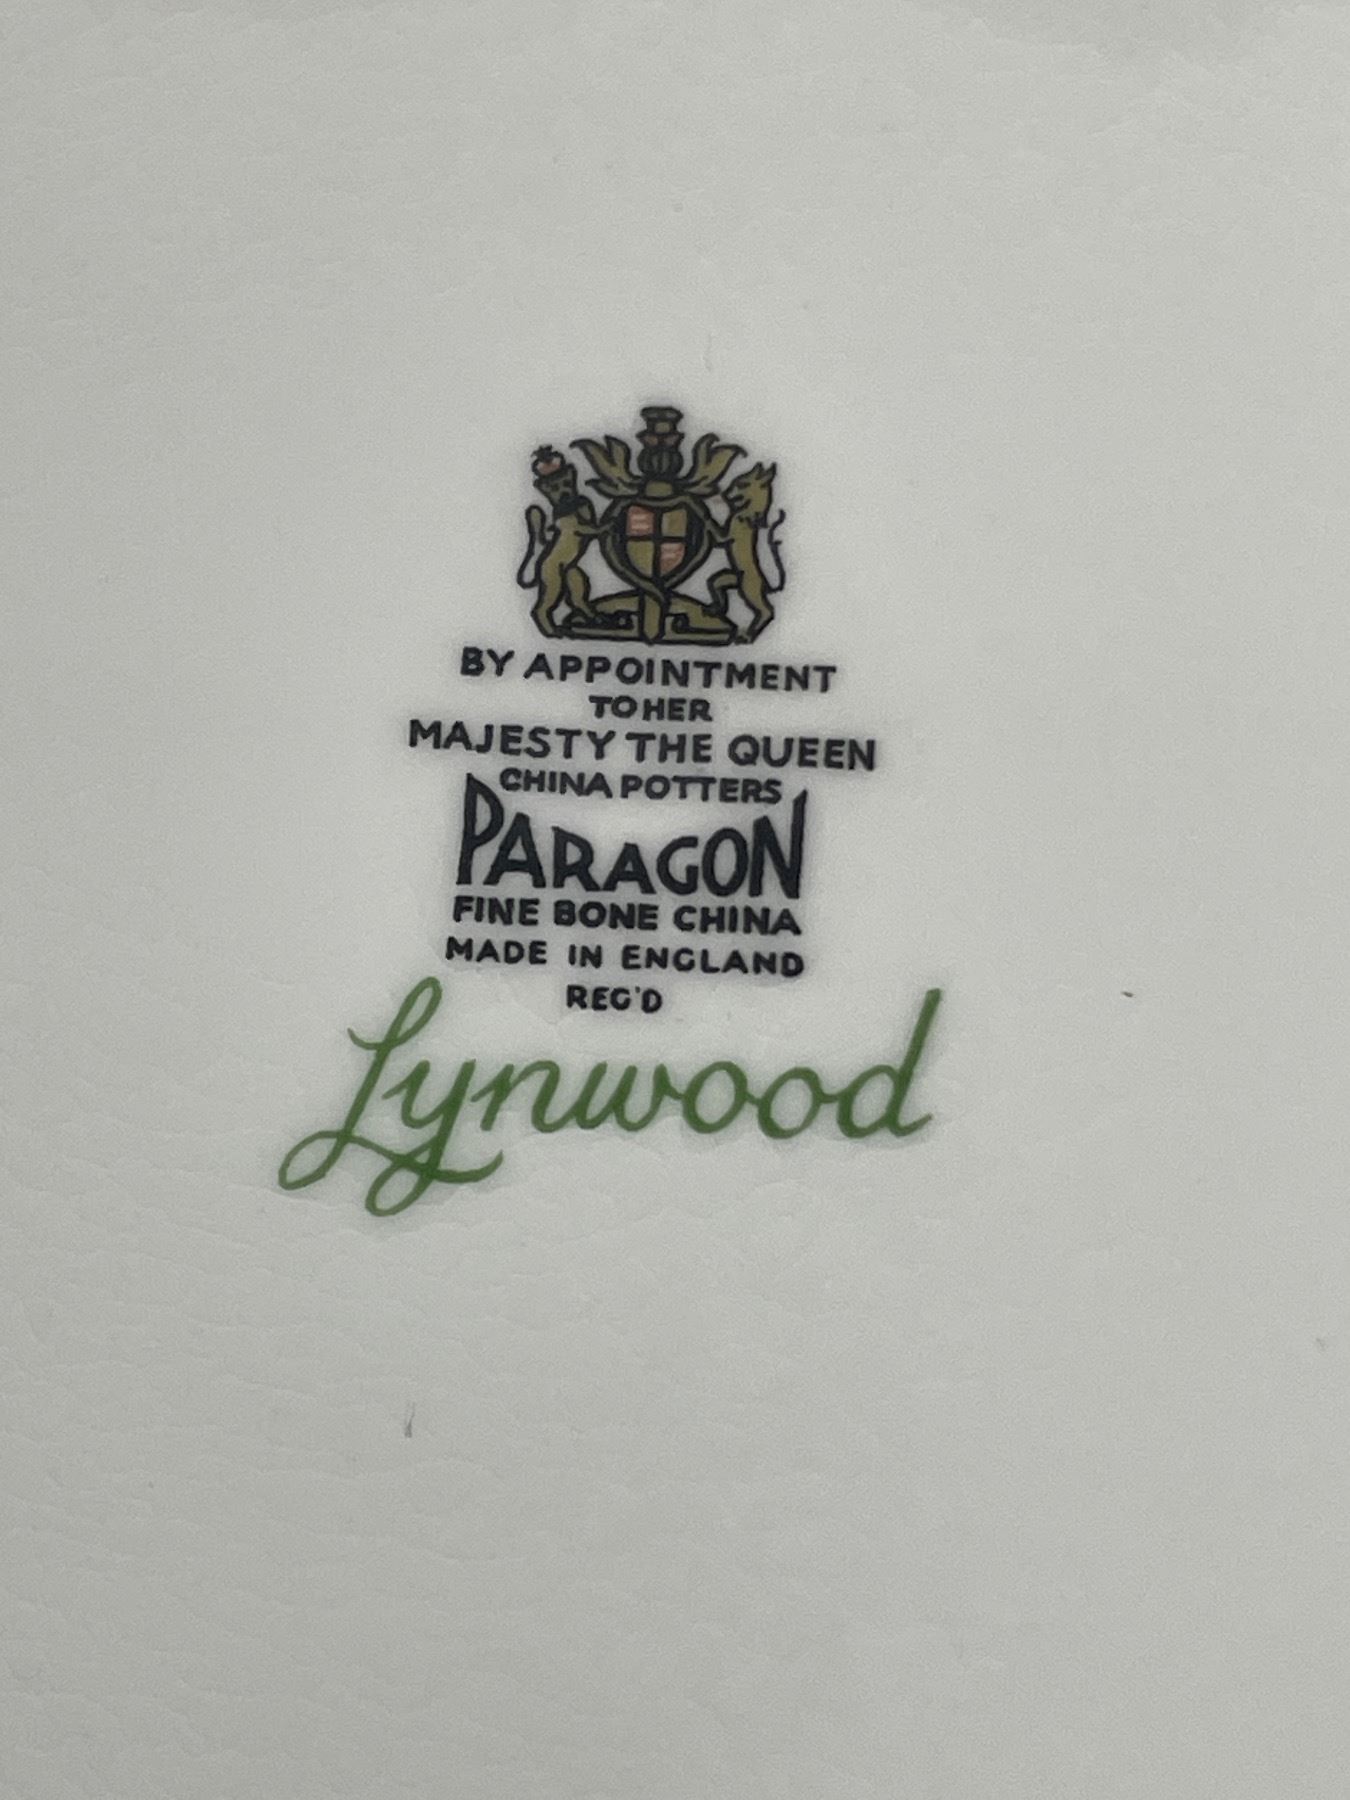 BY APPOINTMENT
TO HER
MAJESTY THE QUEEN
CHINA POTTERS
PARAGON
FINE BONE CHINA
MADE IN ENGLAND
REG'D
Lynwood